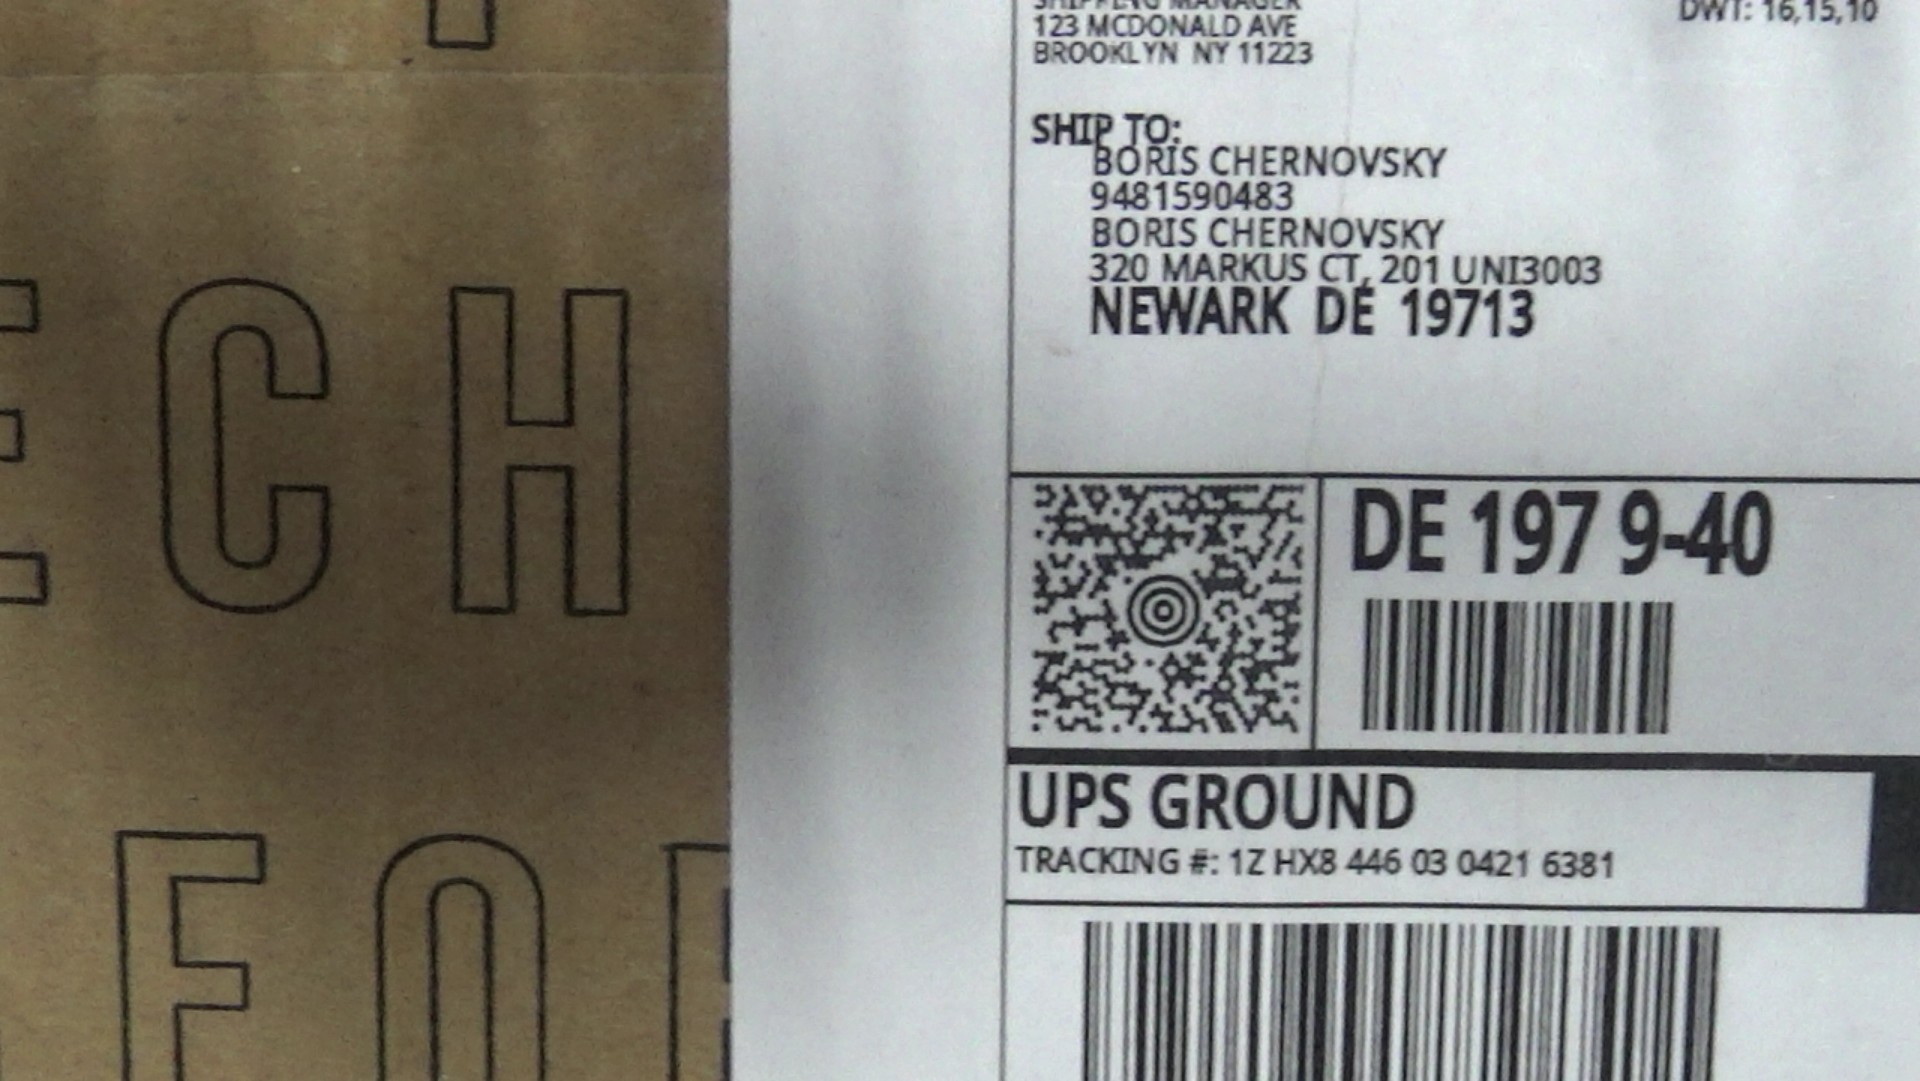 SHIPPING MANAGER
123 MCDONALD AVE
BROOKLYN NY 11223
DWT: 16,15,10
SHIP TO:
BORIS CHERNOVSKY
9481590483
BORIS CHERNOVSKY
320 MARKUS CT, 201 UNI3003
NEWARK DE 19713
DE 197 9-40
UPS GROUND
TRACKING #: 1Z HX8 446 03 0421 6381
ECH
FO